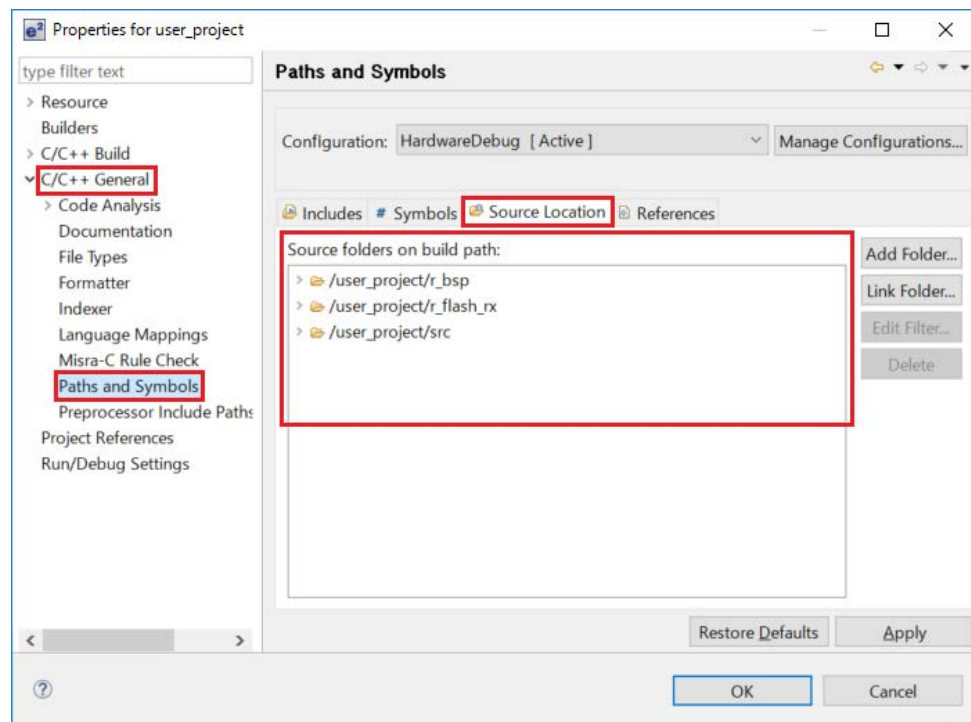 e² Properties for user_project
type filter text
Resource
Builders
C/C++ Build
C/C++ General
Code Analysis
Documentation
File Types
Formatter
Indexer
Language Mappings
Misra-C Rule Check
Paths and Symbols
Preprocessor Include Paths
Project References
Run/Debug Settings
Paths and Symbols
Configuration: HardwareDebug [ Active ] Manage Configurations...
Includes # Symbols Source Location References
Source folders on build path:
/user_project/r_bsp
/user_project/r_flash_rx
/user_project/src
Add Folder...
Link Folder...
Edit Filter...
Delete
Restore Defaults Apply
? OK Cancel